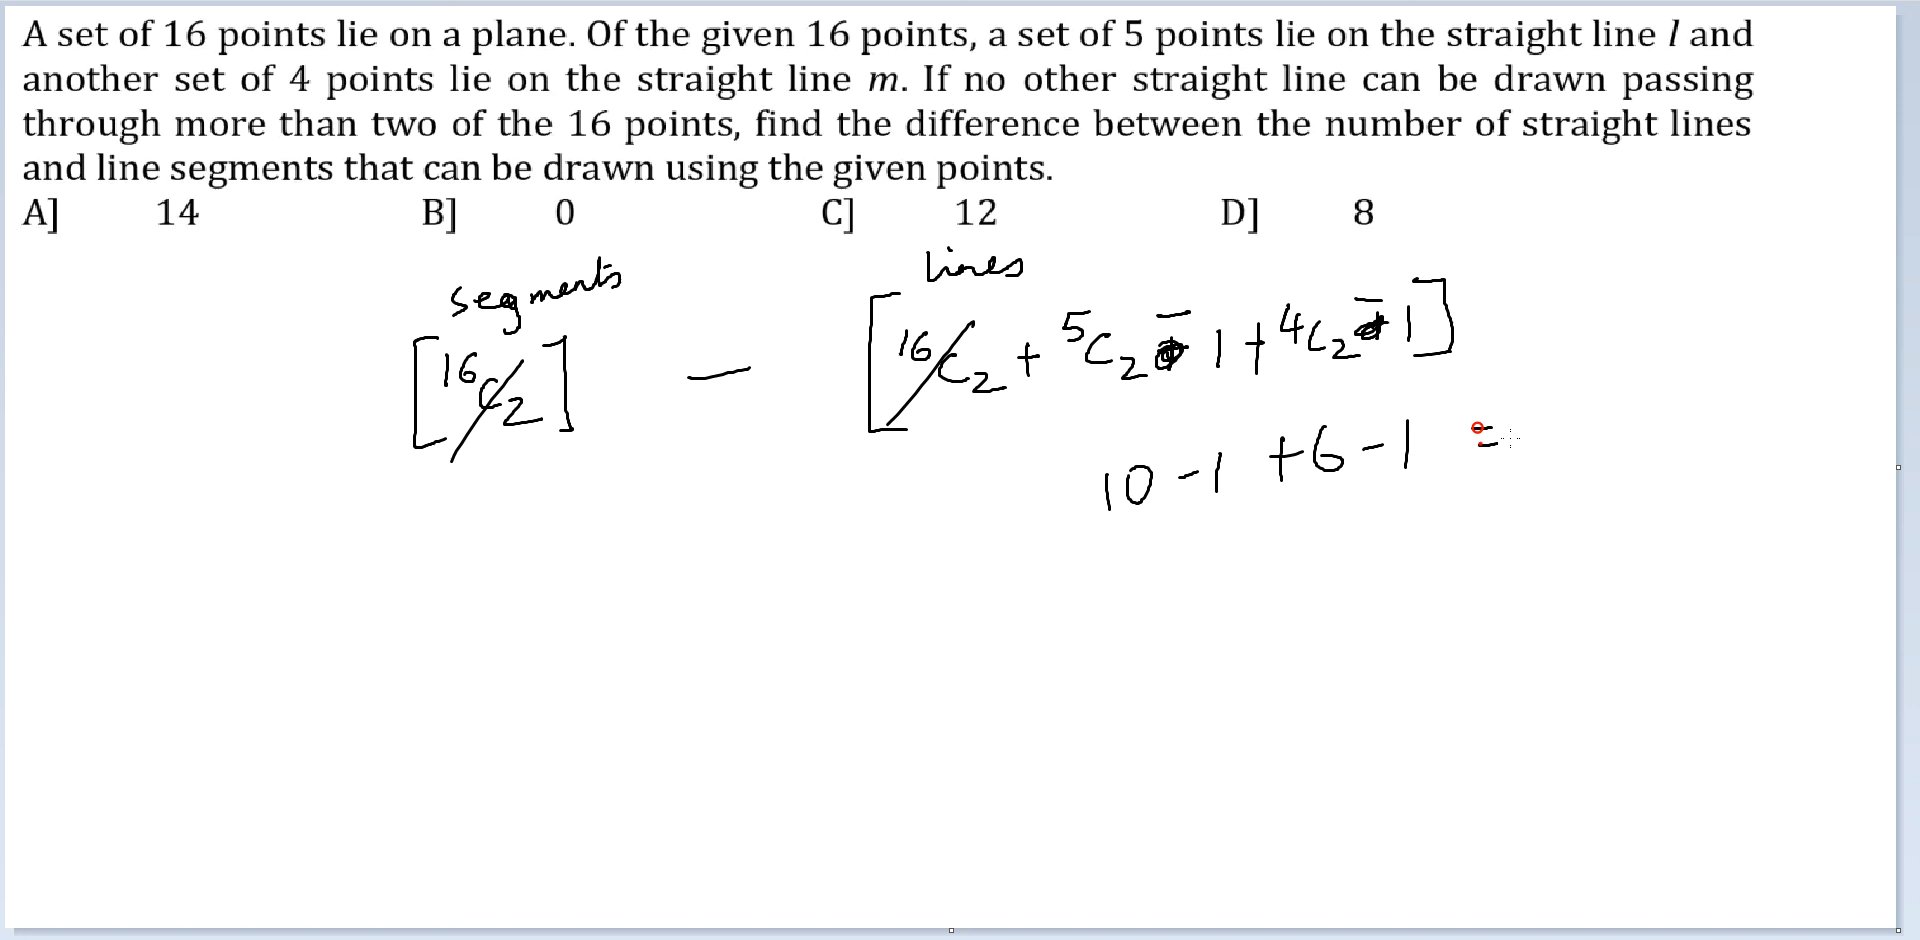 A set of 16 points lie on a plane. Of the given 16 points, a set of 5 points lie on the straight line l and
another set of 4 points lie on the straight line m. If no other straight line can be drawn passing
through more than two of the 16 points, find the difference between the number of straight lines
and line segments that can be drawn using the given points.
A] 14 B] 0 C] 12 D] 8
segments lines
[16C2] - [16C2 + 5C2 - 1 + 4C2 - 1]
10 - 1 + 6 - 1 =